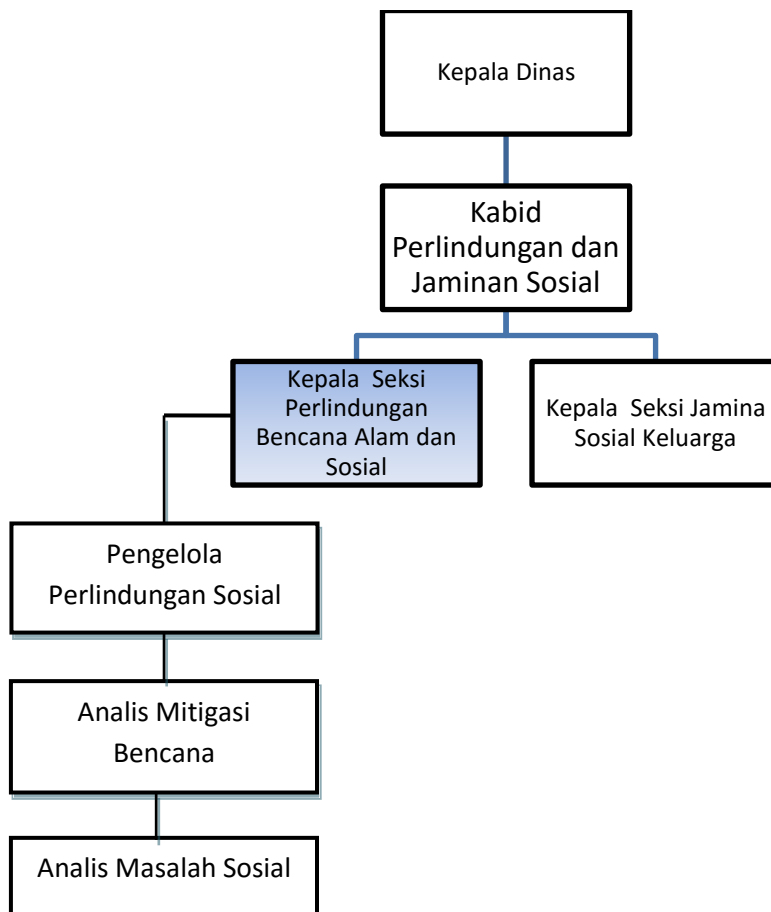 Kepala Dinas
Kabid
Perlindungan dan
Jaminan Sosial
Kepala Seksi
Perlindungan
Bencana Alam dan
Sosial
Kepala Seksi Jamina
Sosial Keluarga
Pengelola
Perlindungan Sosial
Analis Mitigasi
Bencana
Analis Masalah Sosial